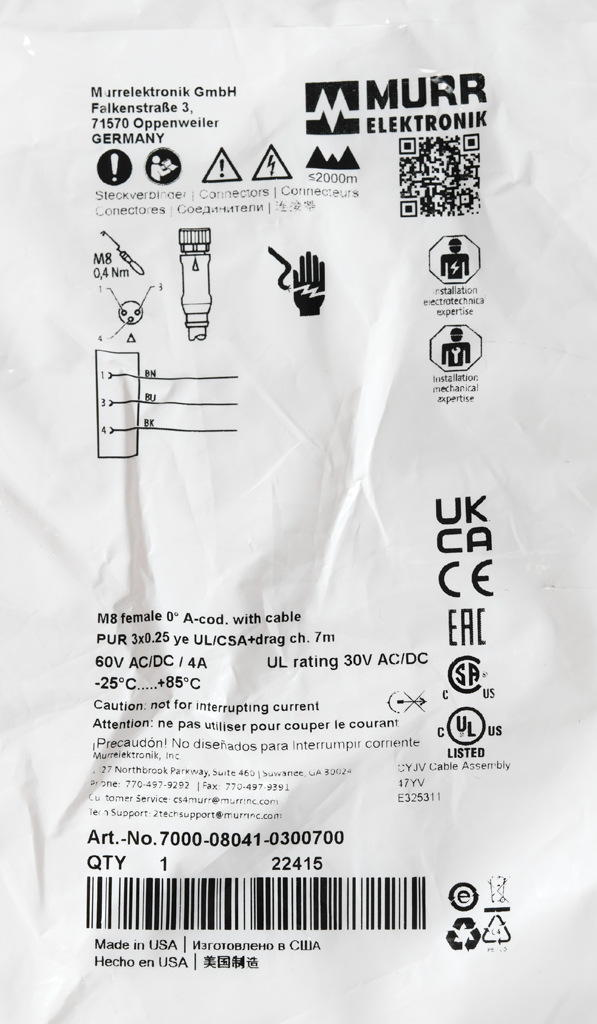 Murrelektronik GmbH
Falkenstraße 3,
71570 Oppenweiler
GERMANY
MURR
ELEKTRONIK
≤2000m
Steckverbinder | Connectors | Connecteurs
Conectores | Соединители | 连接器
M8
0,4 Nm
1 3
4
1 BN
3 BU
4 BK
Installation
electrotechnical
expertise
Installation
mechanical
expertise
UK
CA
CE
EAC
C SA US
C UL US
LISTED
M8 female 0° A-cod. with cable
PUR 3x0.25 ye UL/CSA+drag ch. 7m
60V AC/DC / 4A UL rating 30V AC/DC
-25°C.....+85°C
Caution: not for interrupting current
Attention: ne pas utiliser pour couper le courant
¡Precaudón! No diseñados para Interrumpir corriente
Murrelektronik, Inc.
27 Northbrook Parkway, Suite 460 | Suwanee, GA 30024
Phone: 770-497-9292 | Fax: 770-497-9391
Customer Service: cs4murr@murrinc.com
Tech Support: 2techsupport@murrinc.com
CYJV Cable Assembly
47YV
E325311
Art.-No.7000-08041-0300700
QTY 1 22415
e
Made in USA | Изготовлено в США
Hecho en USA | 美国制造